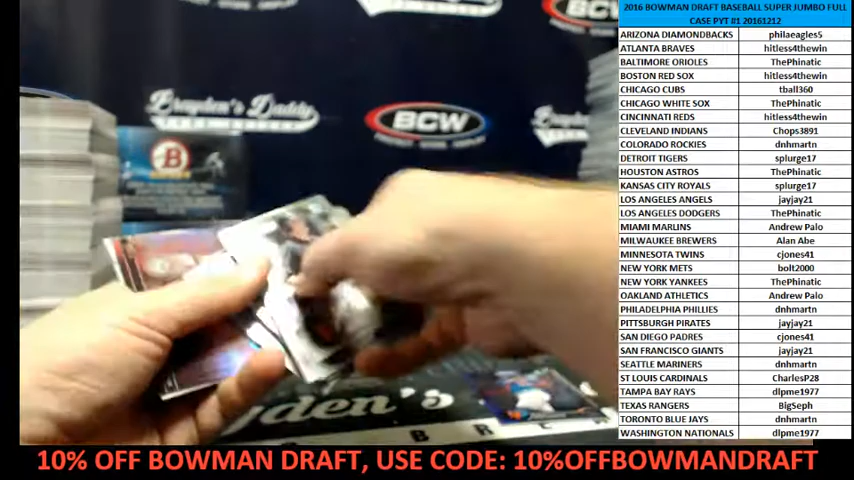 2016 BOWMAN DRAFT BASEBALL SUPER JUMBO FULL
CASE PYT #1 20161212
ARIZONA DIAMONDBACKS philaeagles5
ATLANTA BRAVES hitless4thewin
BALTIMORE ORIOLES ThePhinatic
BOSTON RED SOX hitless4thewin
CHICAGO CUBS tball360
CHICAGO WHITE SOX ThePhinatic
CINCINNATI REDS hitless4thewin
CLEVELAND INDIANS Chops3891
COLORADO ROCKIES dnhmartn
DETROIT TIGERS splurge17
HOUSTON ASTROS ThePhinatic
KANSAS CITY ROYALS splurge17
LOS ANGELES ANGELS jayjay21
LOS ANGELES DODGERS ThePhinatic
MIAMI MARLINS Andrew Palo
MILWAUKEE BREWERS Alan Abe
MINNESOTA TWINS cjones41
NEW YORK METS bolt2000
NEW YORK YANKEES ThePhinatic
OAKLAND ATHLETICS Andrew Palo
PHILADELPHIA PHILLIES dnhmartn
PITTSBURGH PIRATES jayjay21
SAN DIEGO PADRES cjones41
SAN FRANCISCO GIANTS jayjay21
SEATTLE MARINERS dnhmartn
ST LOUIS CARDINALS CharlesP28
TAMPA BAY RAYS dlpme1977
TEXAS RANGERS BigSeph
TORONTO BLUE JAYS dnhmartn
WASHINGTON NATIONALS dlpme1977
Brayden's Daddy
BCW
B
yden's
B R
10% OFF BOWMAN DRAFT, USE CODE: 10%OFFBOWMANDRAFT